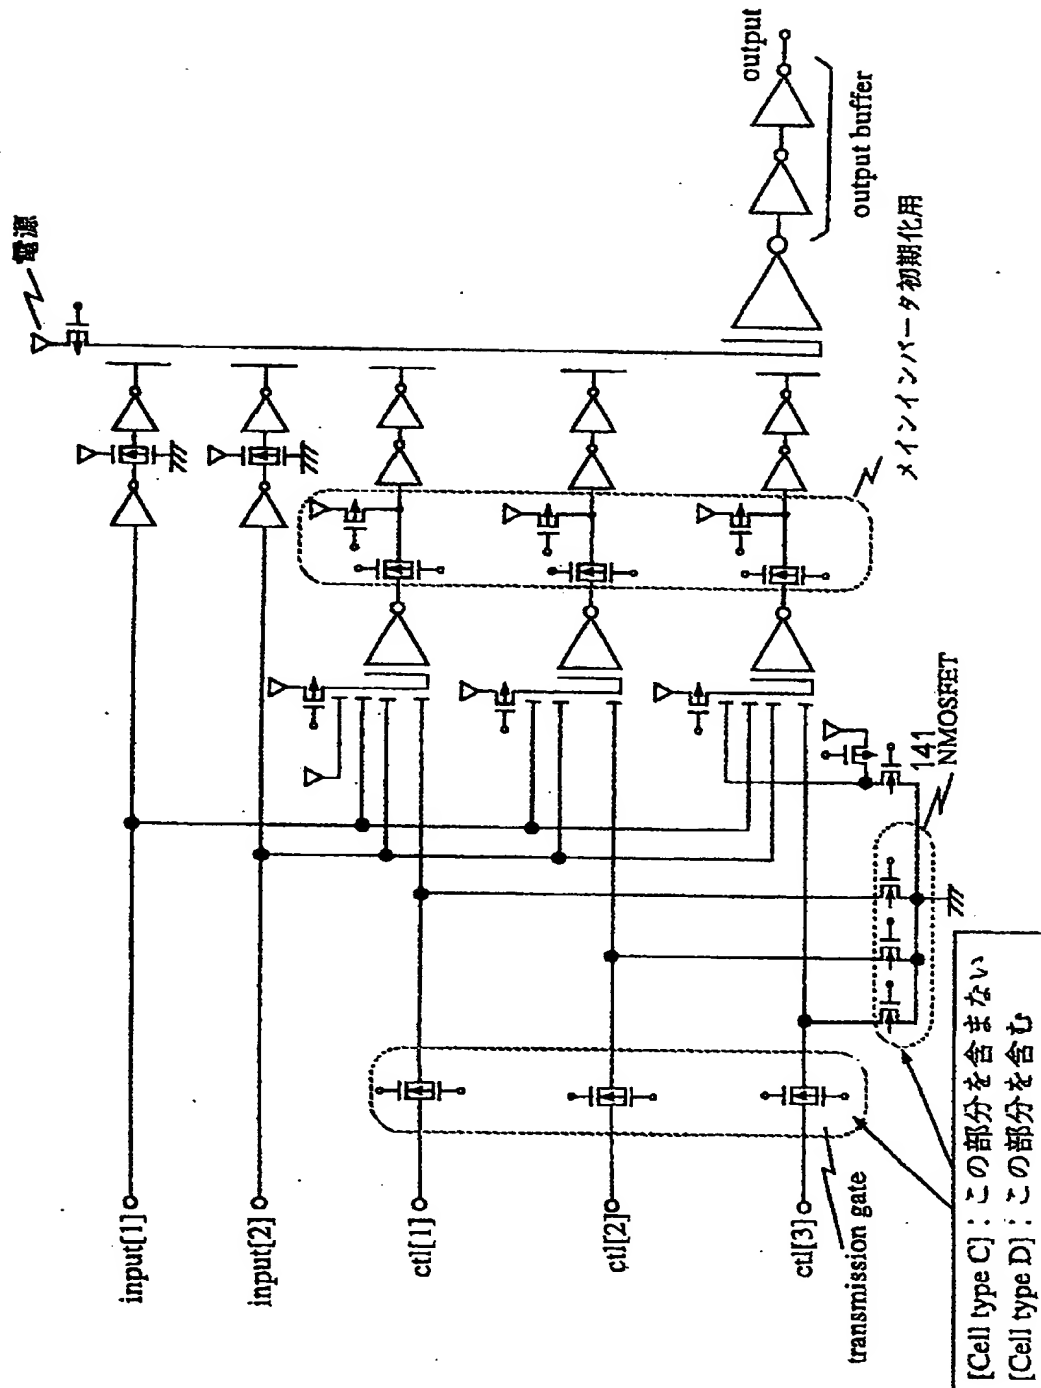 電源
output
output buffer
メインインバータ初期化用
input[1]
input[2]
ctl[1]
ctl[2]
ctl[3]
transmission gate
141
NMOSFET
[Cell type C]：この部分を含まない
[Cell type D]：この部分を含む